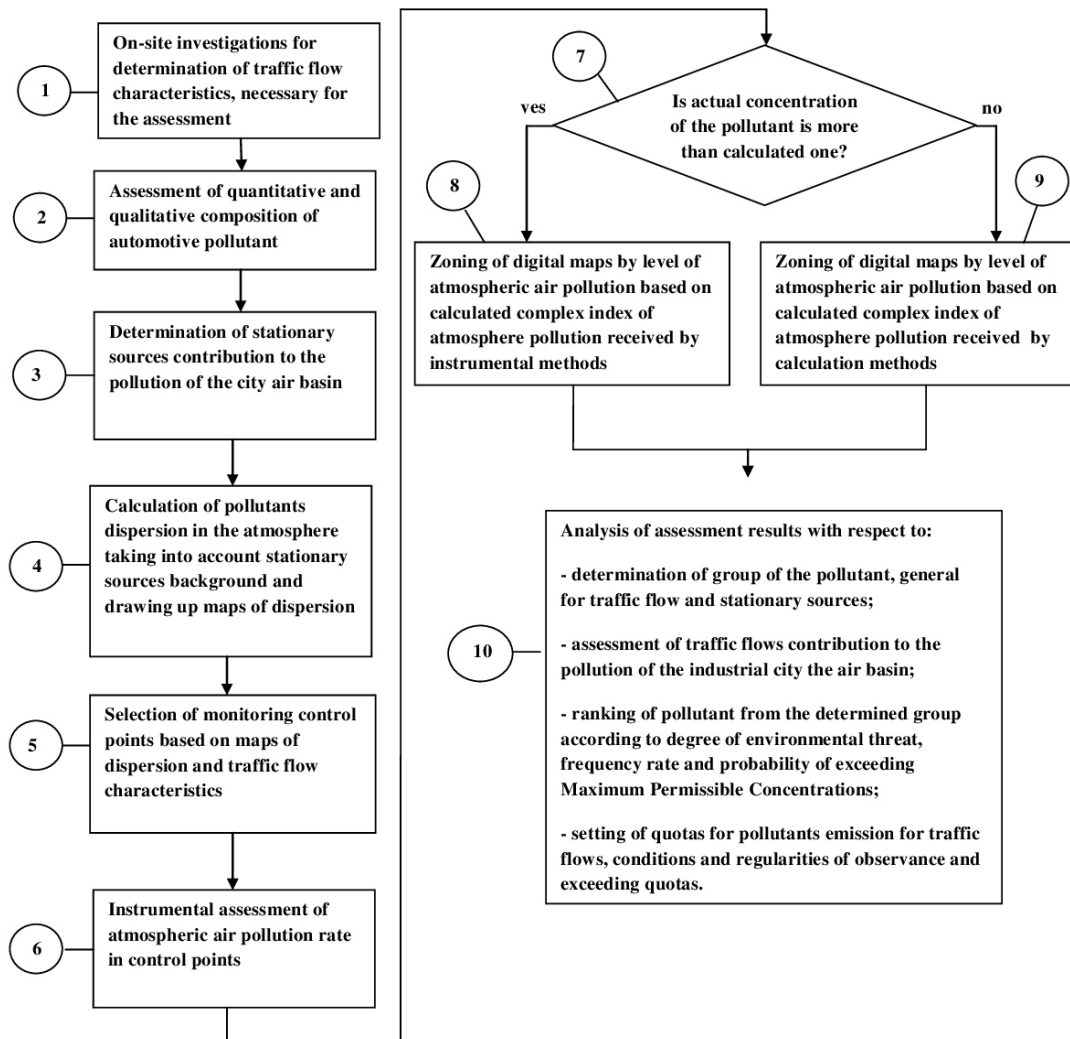 1
On-site investigations for
determination of traffic flow
characteristics, necessary for
the assessment
2
Assessment of quantitative and
qualitative composition of
automotive pollutant
3
Determination of stationary
sources contribution to the
pollution of the city air basin
4
Calculation of pollutants
dispersion in the atmosphere
taking into account stationary
sources background and
drawing up maps of dispersion
5
Selection of monitoring control
points based on maps of
dispersion and traffic flow
characteristics
6
Instrumental assessment of
atmospheric air pollution rate
in control points
7
Is actual concentration
of the pollutant is more
than calculated one?
yes
no
8
Zoning of digital maps by level of
atmospheric air pollution based on
calculated complex index of
atmosphere pollution received by
instrumental methods
9
Zoning of digital maps by level of
atmospheric air pollution based on
calculated complex index of
atmosphere pollution received by
calculation methods
10
Analysis of assessment results with respect to:
- determination of group of the pollutant, general
for traffic flow and stationary sources;
- assessment of traffic flows contribution to the
pollution of the industrial city the air basin;
- ranking of pollutant from the determined group
according to degree of environmental threat,
frequency rate and probability of exceeding
Maximum Permissible Concentrations;
- setting of quotas for pollutants emission for traffic
flows, conditions and regularities of observance and
exceeding quotas.